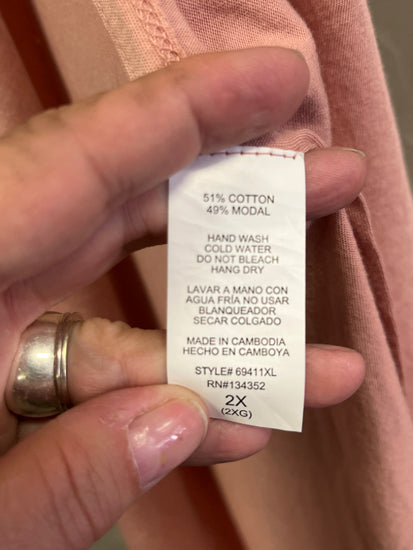 51% COTTON
49% MODAL
HAND WASH
COLD WATER
DO NOT BLEACH
HANG DRY
LAVAR A MANO CON
AGUA FRÍA NO USAR
BLANQUEADOR
SECAR COLGADO
MADE IN CAMBODIA
HECHO EN CAMBOYA
STYLE# 69411XL
RN#134352
2X
(2XG)